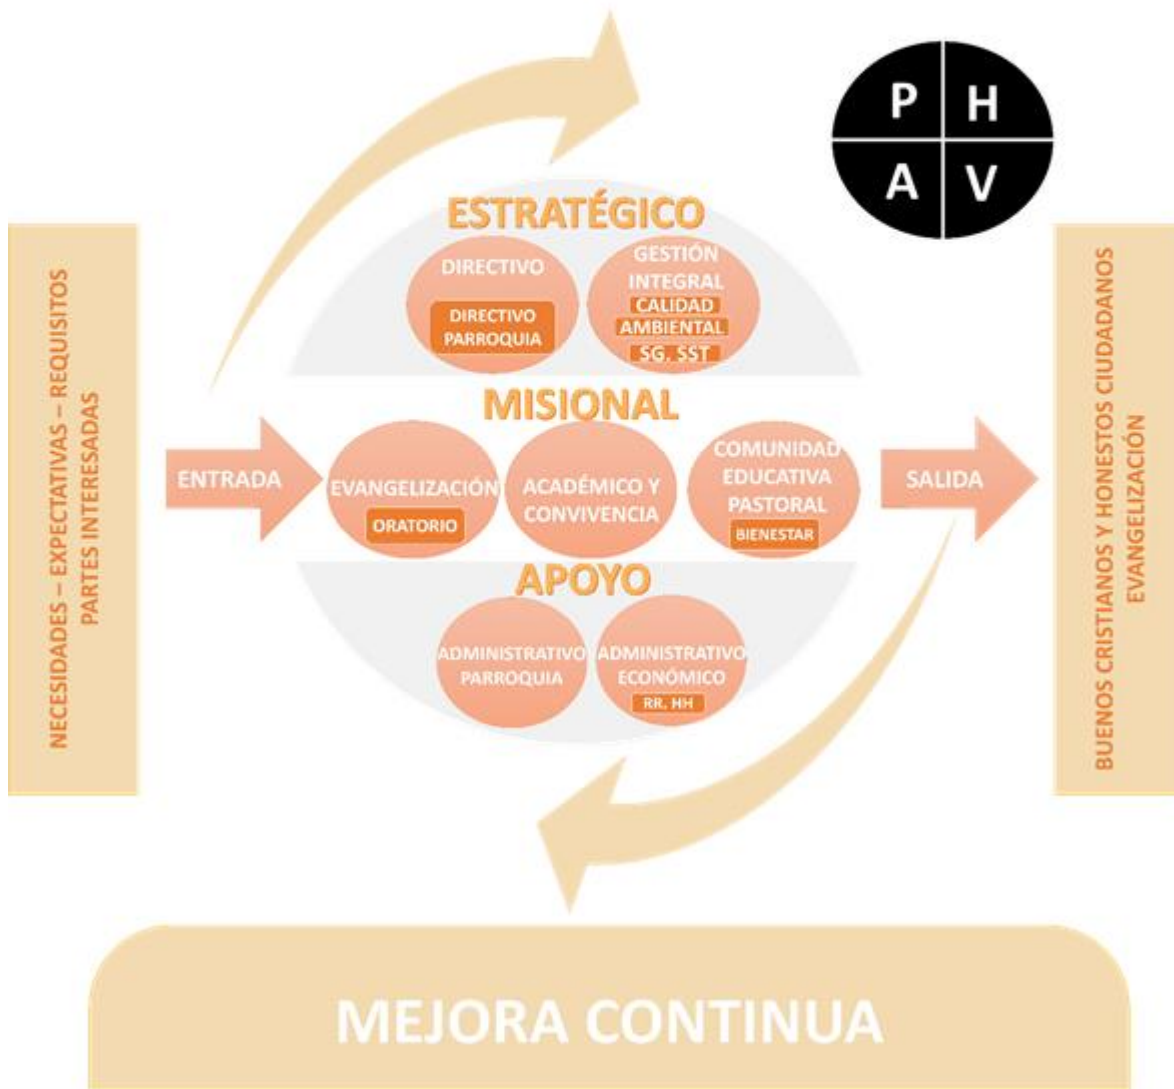 P H
A V
ESTRATÉGICO
DIRECTIVO
DIRECTIVO
PARROQUIA
GESTIÓN
INTEGRAL
CALIDAD
AMBIENTAL
SG, SST
NECESIDADES – EXPECTATIVAS – REQUISITOS
PARTES INTERESADAS
ENTRADA
MISIONAL
EVANGELIZACIÓN
ORATORIO
ACADÉMICO Y
CONVIVENCIA
COMUNIDAD
EDUCATIVA
PASTORAL
BIENESTAR
SALIDA
BUENOS CRISTIANOS Y HONESTOS CIUDADANOS
EVANGELIZACIÓN
APOYO
ADMINISTRATIVO
PARROQUIA
ADMINISTRATIVO
ECONÓMICO
RR, HH
MEJORA CONTINUA